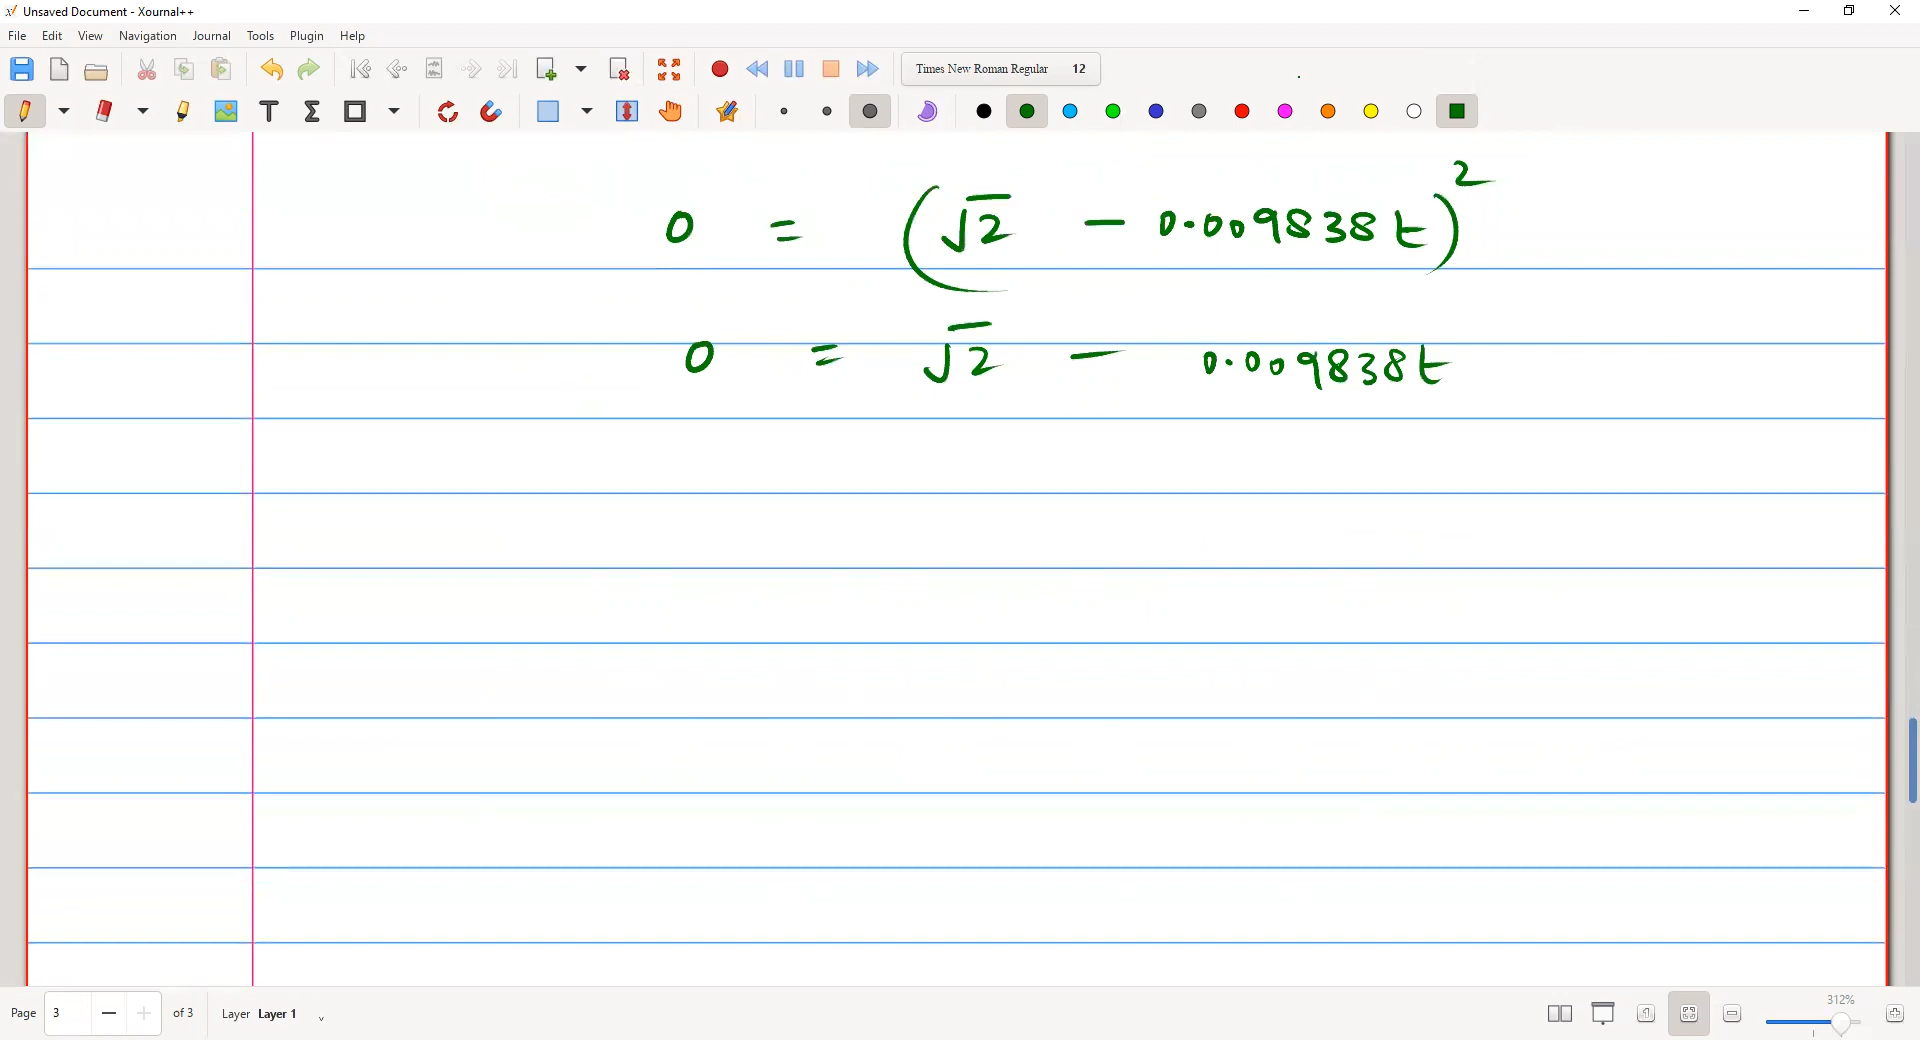 Unsaved Document - Xournal++
File Edit View Navigation Journal Tools Plugin Help
Times New Roman Regular 12
0 = (√2 − 0.009838t)²
0 = √2 − 0.009838t
Page 3 of 3 Layer Layer 1 312%